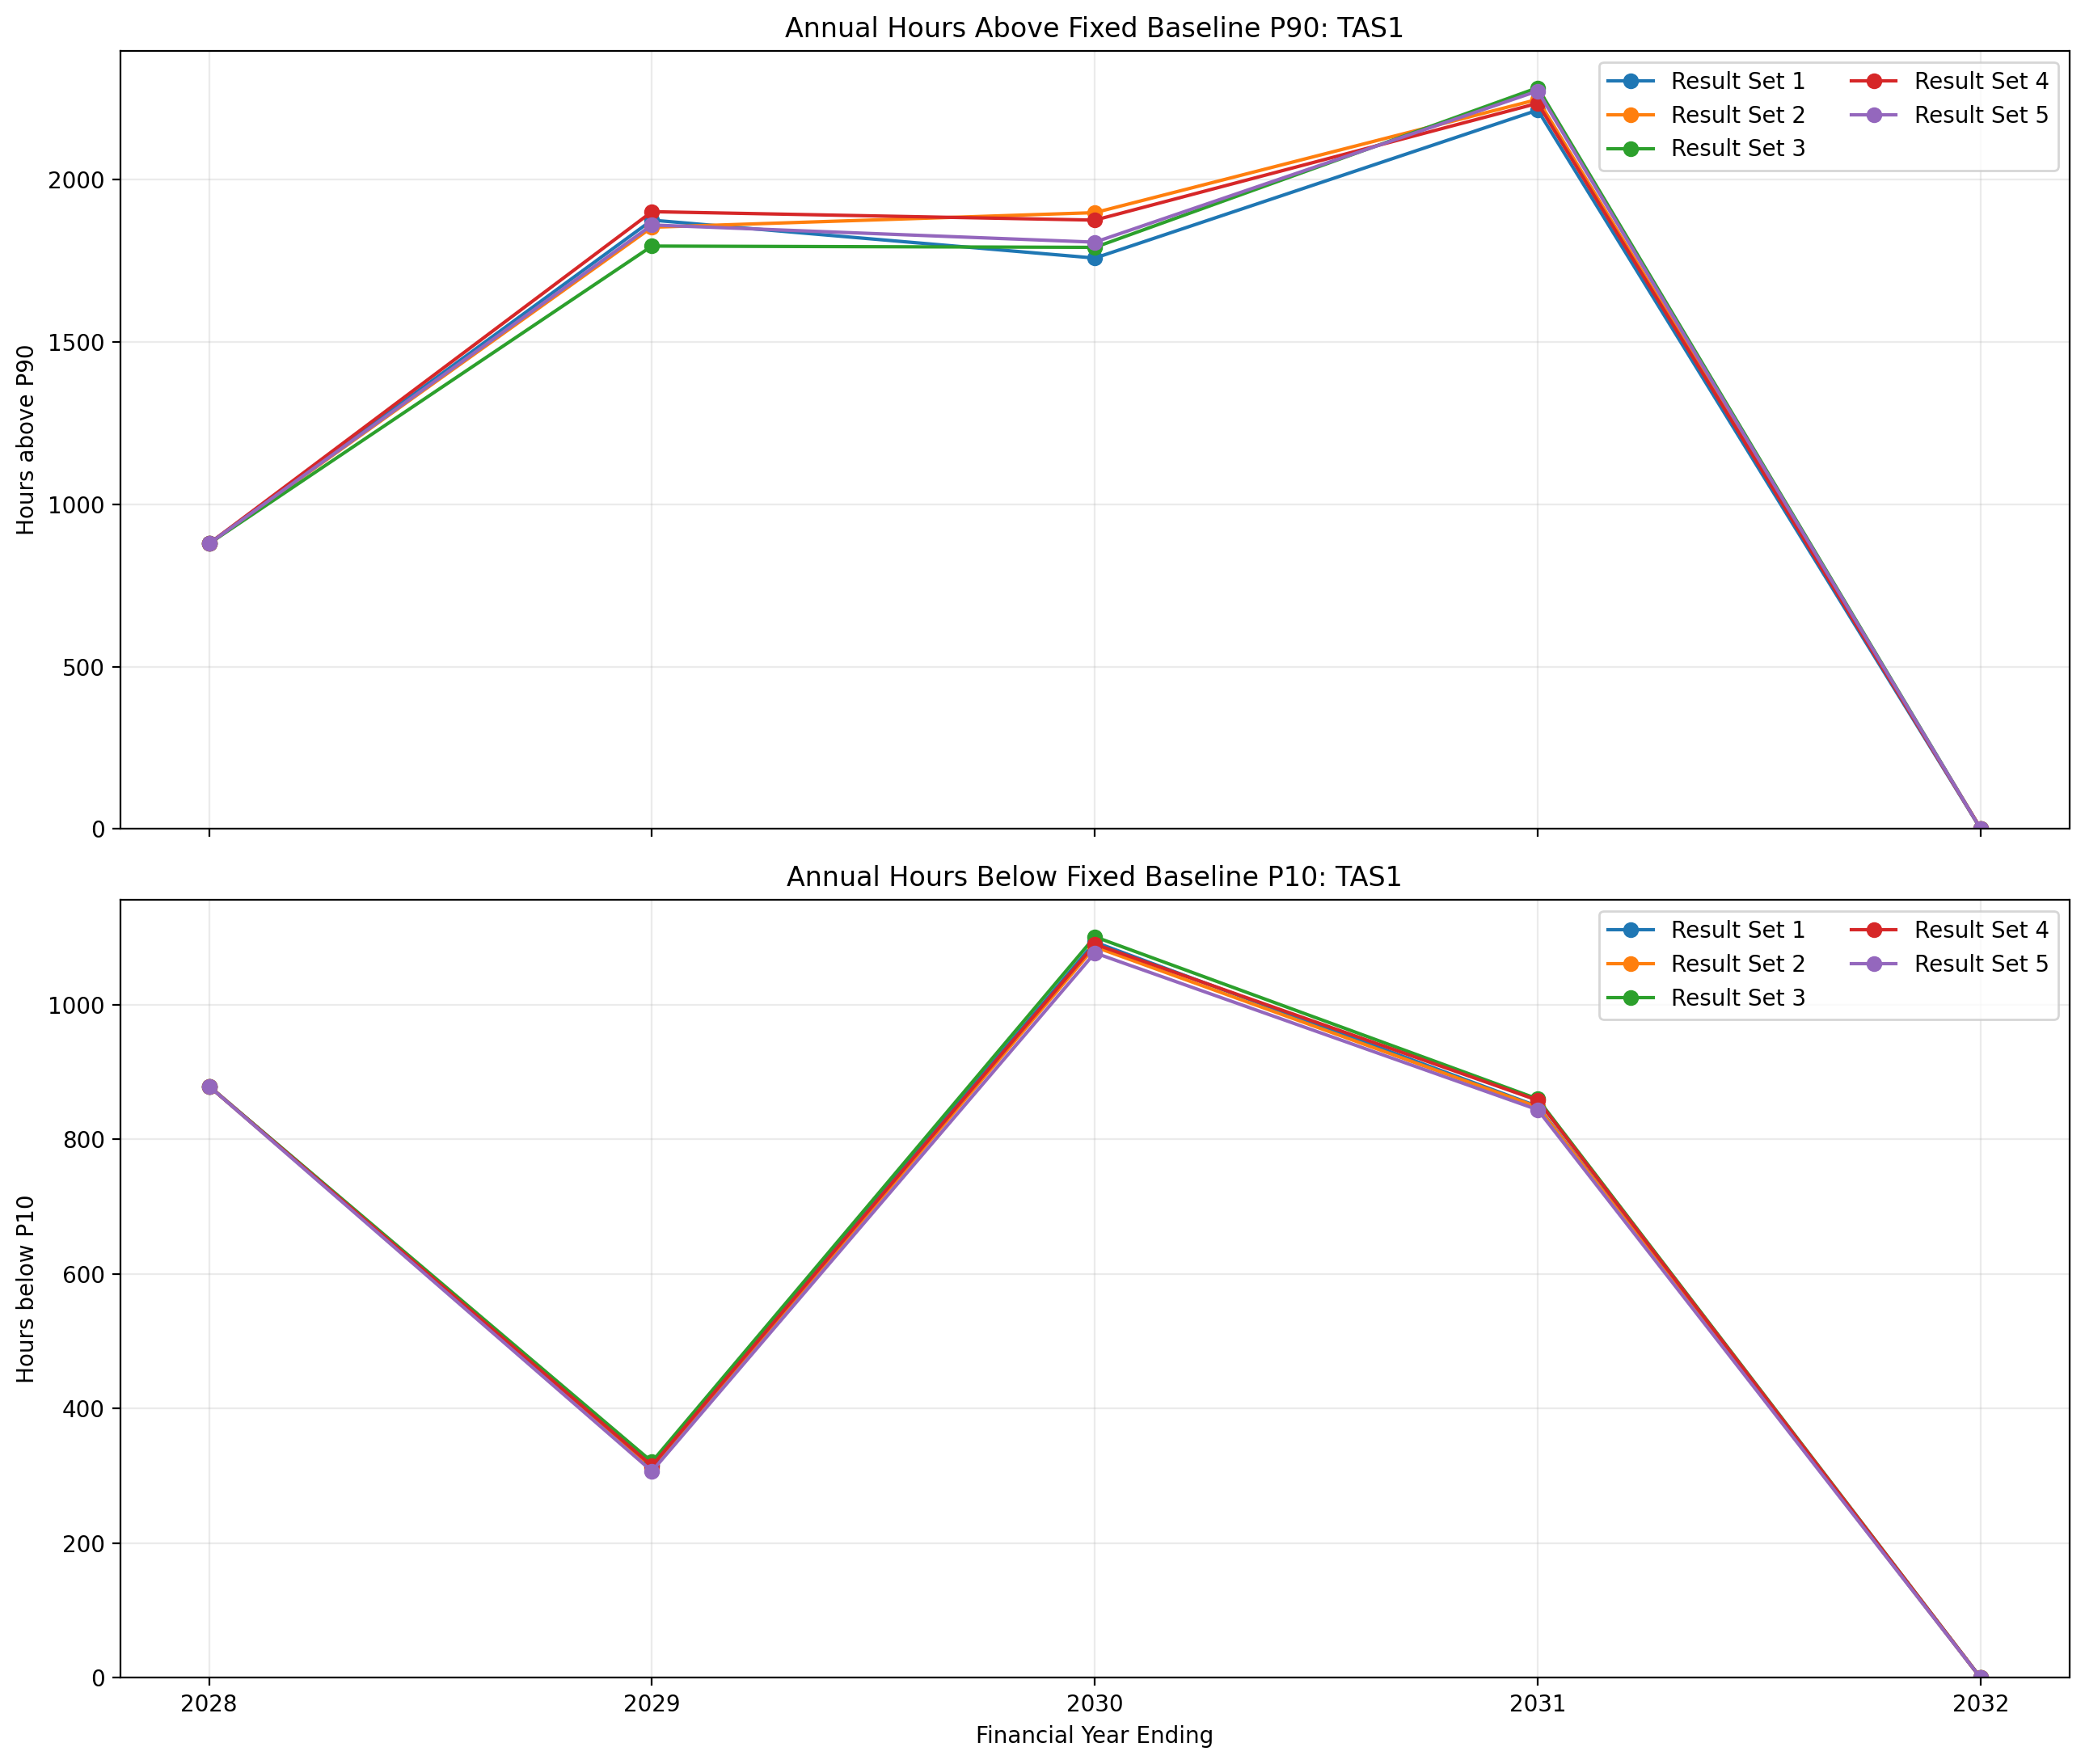 Annual Hours Above Fixed Baseline P90: TAS1
Hours above P90
2000
1500
1000
500
0
Result Set 1
Result Set 2
Result Set 3
Result Set 4
Result Set 5
Annual Hours Below Fixed Baseline P10: TAS1
Hours below P10
1000
800
600
400
200
0
Result Set 1
Result Set 2
Result Set 3
Result Set 4
Result Set 5
2028 2029 2030 2031 2032
Financial Year Ending